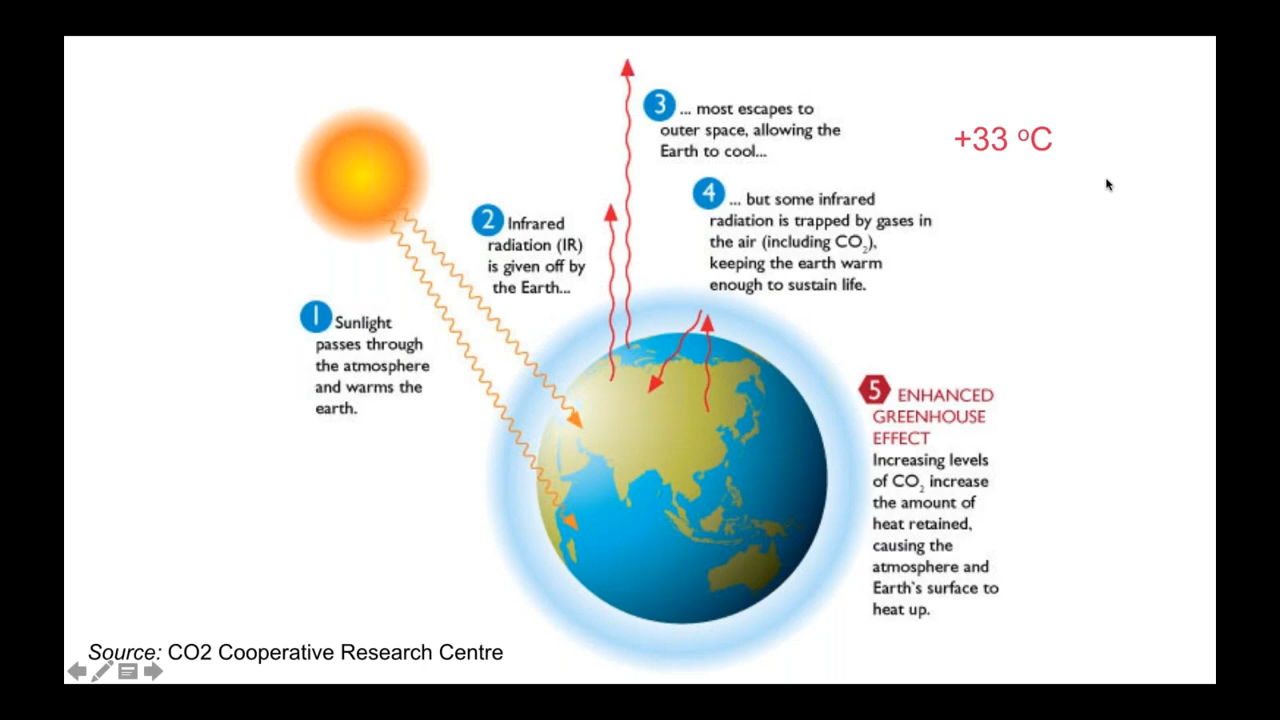 3 ... most escapes to
outer space, allowing the
Earth to cool...
+33 ºC
4 ... but some infrared
radiation is trapped by gases in
the air (including CO₂),
keeping the earth warm
enough to sustain life.
2 Infrared
radiation (IR)
is given off by
the Earth...
1 Sunlight
passes through
the atmosphere
and warms the
earth.
5 ENHANCED
GREENHOUSE
EFFECT
Increasing levels
of CO₂ increase
the amount of
heat retained,
causing the
atmosphere and
Earth's surface to
heat up.
Source: CO2 Cooperative Research Centre